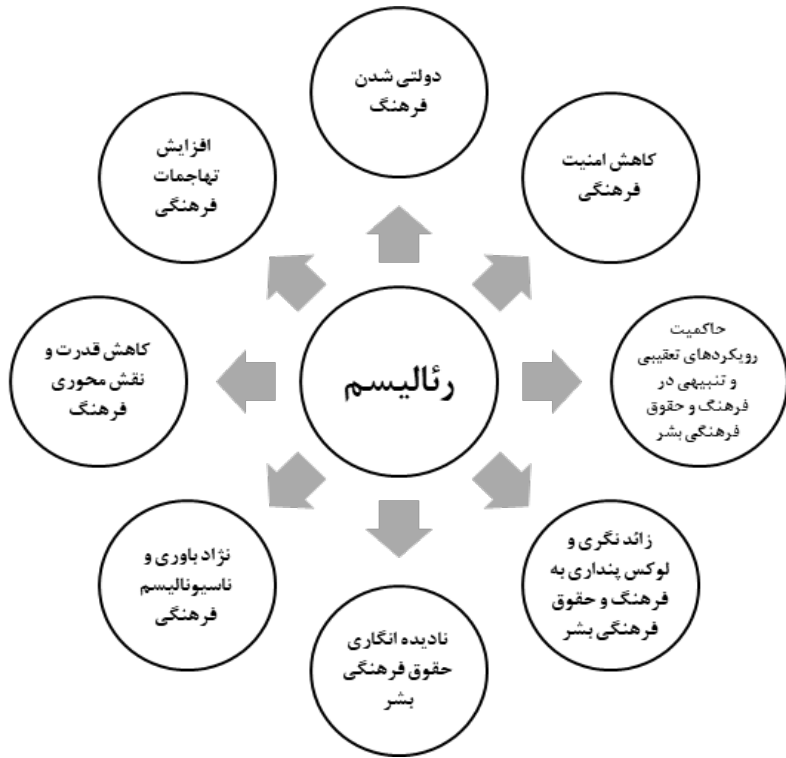 دولتی شدن
فرهنگ
کاهش امنیت
فرهنگی
حاکمیت
رویکردهای تعقیبی
و تنبیهی در
فرهنگ و حقوق
فرهنگی بشر
زائد نگری و
لوکس پنداری به
فرهنگ و حقوق
فرهنگی بشر
نادیده انگاری
حقوق فرهنگی
بشر
نژاد باوری و
ناسیونالیسم
فرهنگی
کاهش قدرت و
نقش محوری
فرهنگ
افزایش
تهاجمات
فرهنگی
رئالیسم